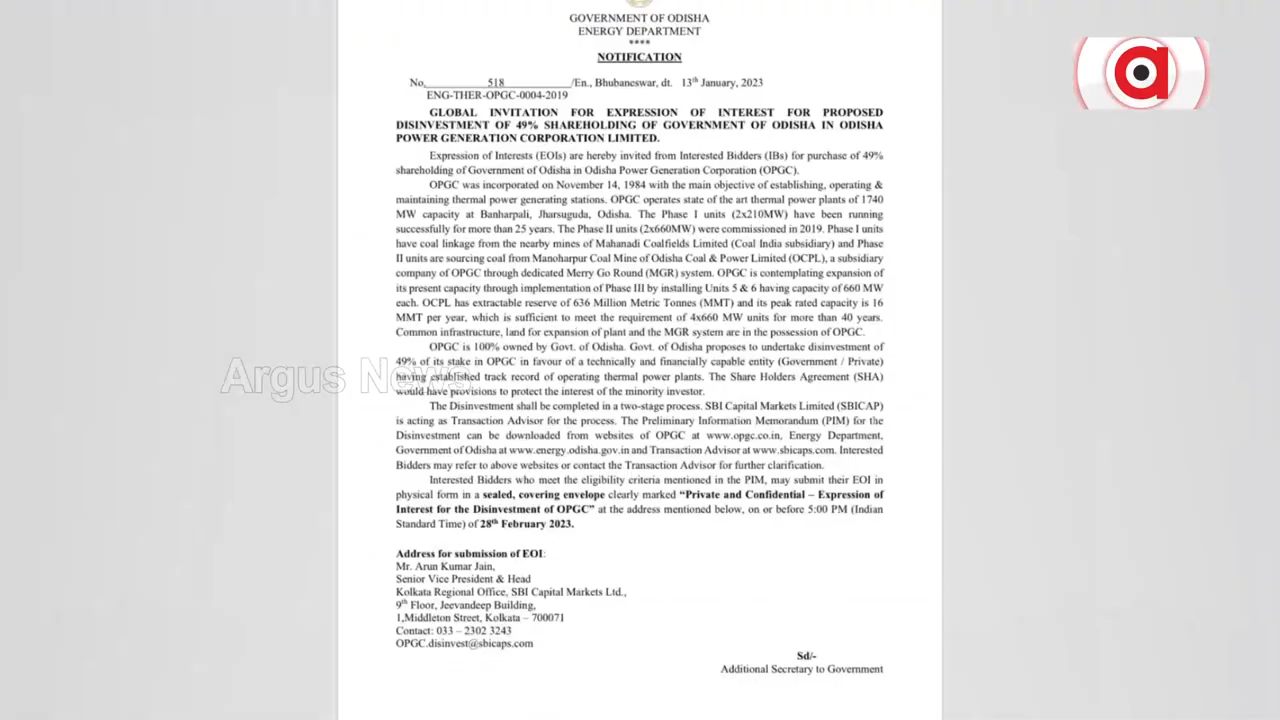 GOVERNMENT OF ODISHA
ENERGY DEPARTMENT
****
NOTIFICATION
No. 518 /En., Bhubaneswar, dt. 13th January, 2023
ENG-THER-OPGC-0004-2019
GLOBAL INVITATION FOR EXPRESSION OF INTEREST FOR PROPOSED
DISINVESTMENT OF 49% SHAREHOLDING OF GOVERNMENT OF ODISHA IN ODISHA
POWER GENERATION CORPORATION LIMITED.
Expression of Interests (EOIs) are hereby invited from Interested Bidders (IBs) for purchase of 49%
shareholding of Government of Odisha in Odisha Power Generation Corporation (OPGC).
OPGC was incorporated on November 14, 1984 with the main objective of establishing, operating &
maintaining thermal power generating stations. OPGC operates state of the art thermal power plants of 1740
MW capacity at Banharpali, Jharsuguda, Odisha. The Phase I units (2x210MW) have been running
successfully for more than 25 years. The Phase II units (2x660MW) were commissioned in 2019. Phase I units
have coal linkage from the nearby mines of Mahanadi Coalfields Limited (Coal India subsidiary) and Phase
II units are sourcing coal from Manoharpur Coal Mine of Odisha Coal & Power Limited (OCPL), a subsidiary
company of OPGC through dedicated Merry Go Round (MGR) system. OPGC is contemplating expansion of
its present capacity through implementation of Phase III by installing Units 5 & 6 having capacity of 660 MW
each. OCPL has extractable reserve of 636 Million Metric Tonnes (MMT) and its peak rated capacity is 16
MMT per year, which is sufficient to meet the requirement of 4x660 MW units for more than 40 years.
Common infrastructure, land for expansion of plant and the MGR system are in the possession of OPGC.
OPGC is 100% owned by Govt. of Odisha. Govt. of Odisha proposes to undertake disinvestment of
49% of its stake in OPGC in favour of a technically and financially capable entity (Government / Private)
having established track record of operating thermal power plants. The Share Holders Agreement (SHA)
would have provisions to protect the interest of the minority investor.
The Disinvestment shall be completed in a two-stage process. SBI Capital Markets Limited (SBICAP)
is acting as Transaction Advisor for the process. The Preliminary Information Memorandum (PIM) for the
Disinvestment can be downloaded from websites of OPGC at www.opgc.co.in, Energy Department,
Government of Odisha at www.energy.odisha.gov.in and Transaction Advisor at www.sbicaps.com. Interested
Bidders may refer to above websites or contact the Transaction Advisor for further clarification.
Interested Bidders who meet the eligibility criteria mentioned in the PIM, may submit their EOI in
physical form in a sealed, covering envelope clearly marked “Private and Confidential – Expression of
Interest for the Disinvestment of OPGC” at the address mentioned below, on or before 5:00 PM (Indian
Standard Time) of 28th February 2023.
Address for submission of EOI:
Mr. Arun Kumar Jain,
Senior Vice President & Head
Kolkata Regional Office, SBI Capital Markets Ltd.,
9th Floor, Jeevandeep Building,
1,Middleton Street, Kolkata – 700071
Contact: 033 – 2302 3243
OPGC.disinvest@sbicaps.com
Sd/-
Additional Secretary to Government
Argus News
a